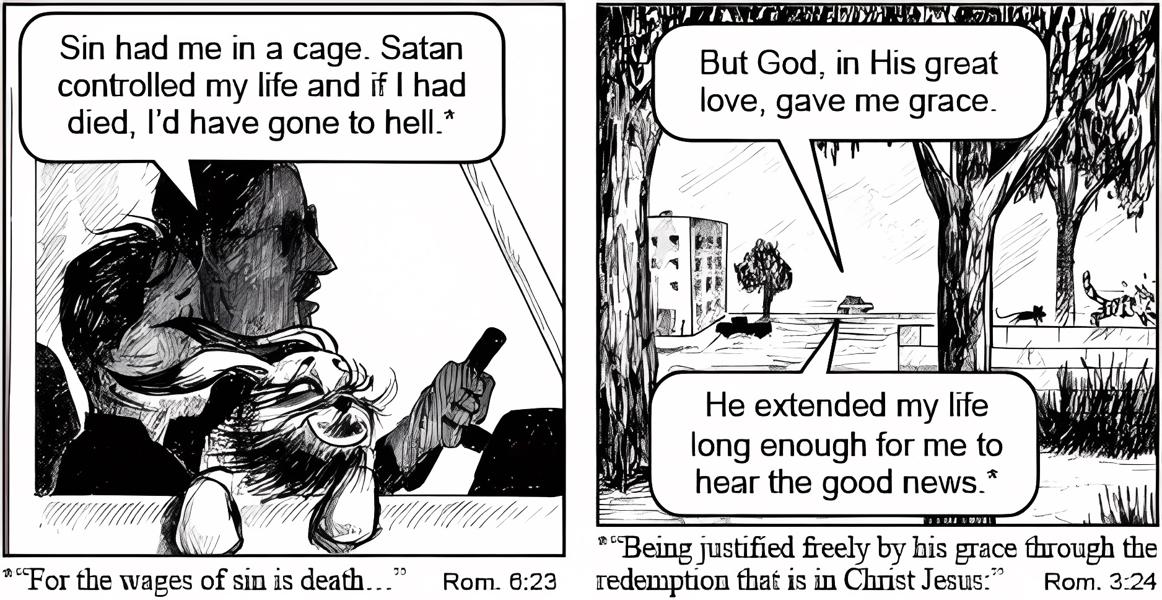 Sin had me in a cage. Satan
controlled my life and if I had
died, I'd have gone to hell.*
*“For the wages of sin is death...” Rom. 6:23
But God, in His great
love, gave me grace.
He extended my life
long enough for me to
hear the good news.*
*“Being justified freely by his grace through the
redemption that is in Christ Jesus:” Rom. 3:24